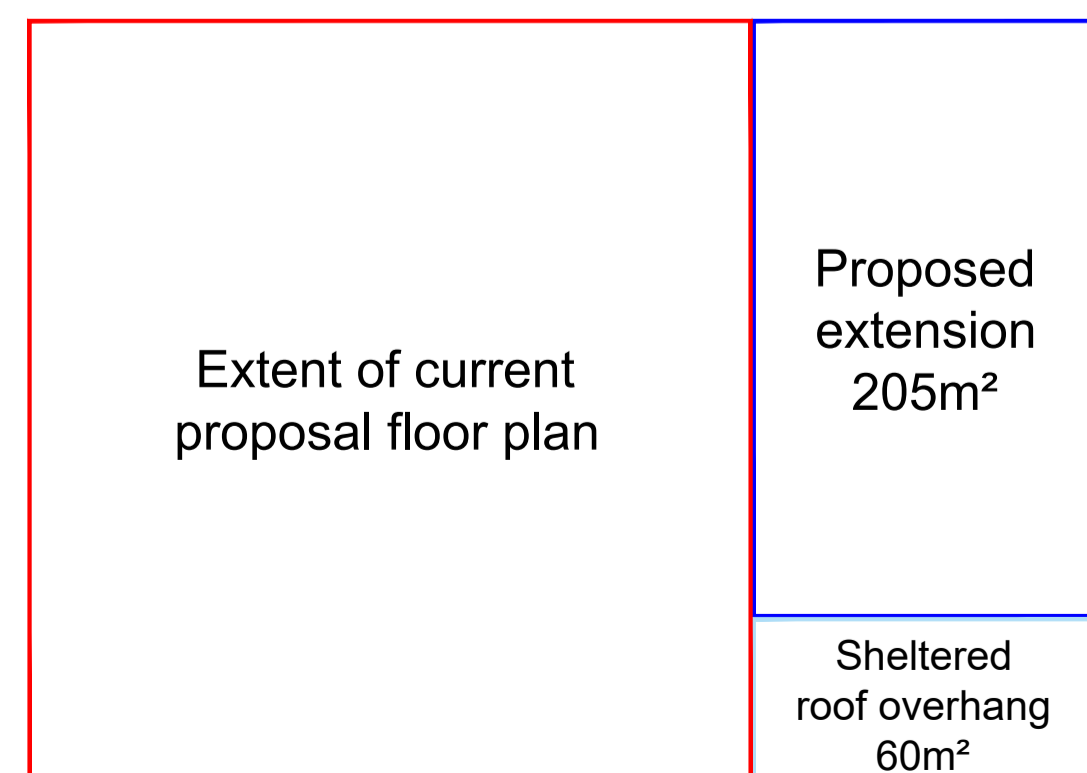 Extent of current
proposal floor plan
Proposed
extension
205m²
Sheltered
roof overhang
60m²